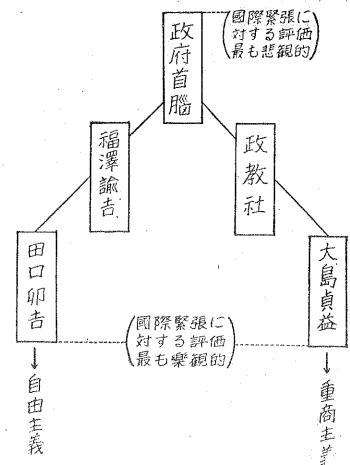 政府首腦
國際緊張に
対する評価
最も悲観的
福澤諭吉
政教社
田口卯吉
大島貞益
國際緊張に
対する評価
最も楽観的
自由主義
重商主義